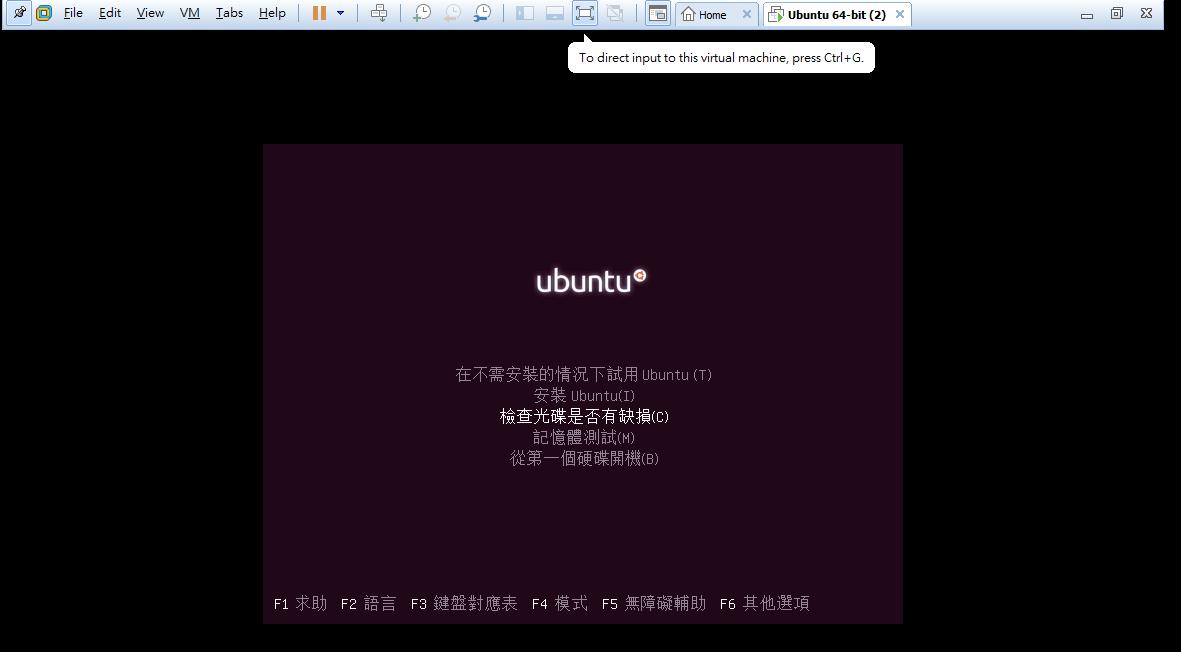 File Edit View VM Tabs Help Home Ubuntu 64-bit (2)
To direct input to this virtual machine, press Ctrl+G.
ubuntu
在不需安裝的情況下試用 Ubuntu (T)
安裝 Ubuntu(I)
檢查光碟是否有缺損(C)
記憶體測試(M)
從第一個硬碟開機(B)
F1 求助 F2 語言 F3 鍵盤對應表 F4 模式 F5 無障礙輔助 F6 其他選項